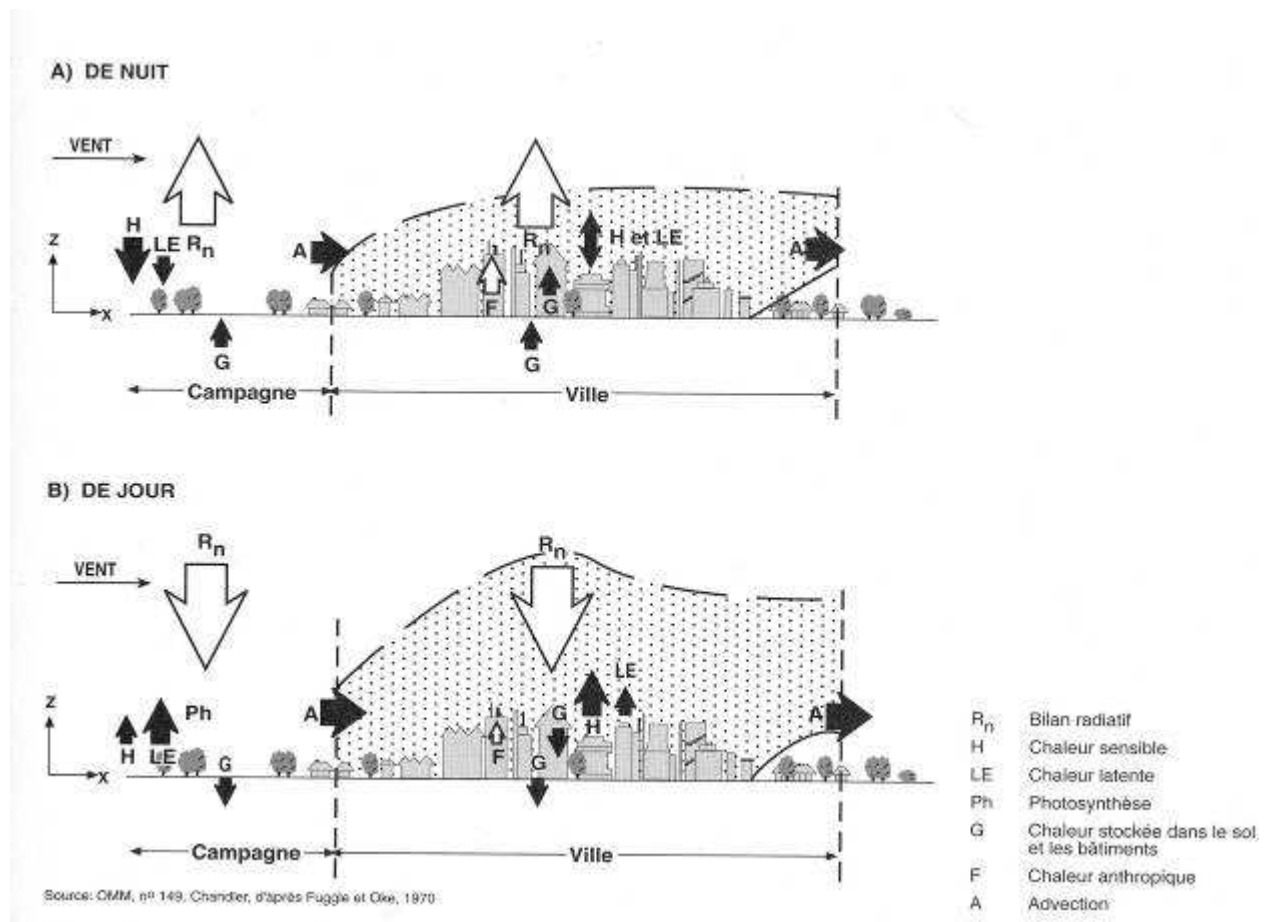 A) DE NUIT
VENT
H
LE
Rn
A
Rn
H et LE
A
Z
X
F
G
G
G
Campagne
Ville
B) DE JOUR
Rn
Rn
VENT
LE
Z
Ph
A
G
H
A
X
H
LE
G
F
G
Campagne
Ville
Rn Bilan radiatif
H Chaleur sensible
LE Chaleur latente
Ph Photosynthèse
G Chaleur stockée dans le sol
et les bâtiments
F Chaleur anthropique
A Advection
Source: OMM, nº 149, Chandler, d'après Fuggle et Oke, 1970